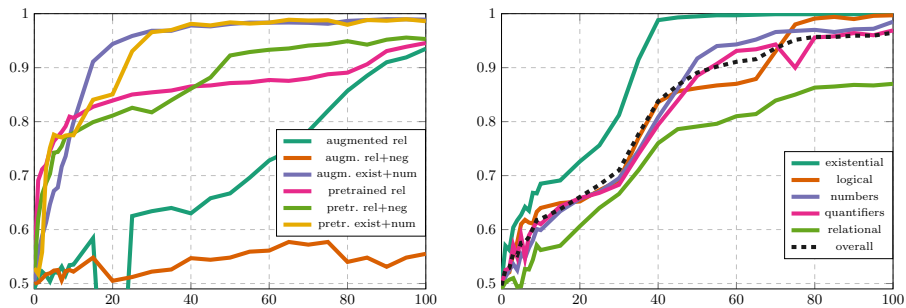 1
0.9
0.8
0.7
0.6
0.5
0
20
40
60
80
100
augmented rel
augm. rel+neg
augm. exist+num
pretrained rel
pretr. rel+neg
pretr. exist+num
1
0.9
0.8
0.7
0.6
0.5
0
20
40
60
80
100
existential
logical
numbers
quantifiers
relational
overall